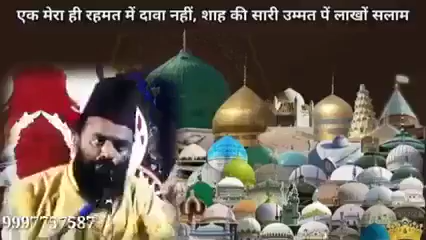 एक मेरा ही रहमत में दावा नहीं, शाह की सारी उम्मत पें लाखों सलाम
9997757587